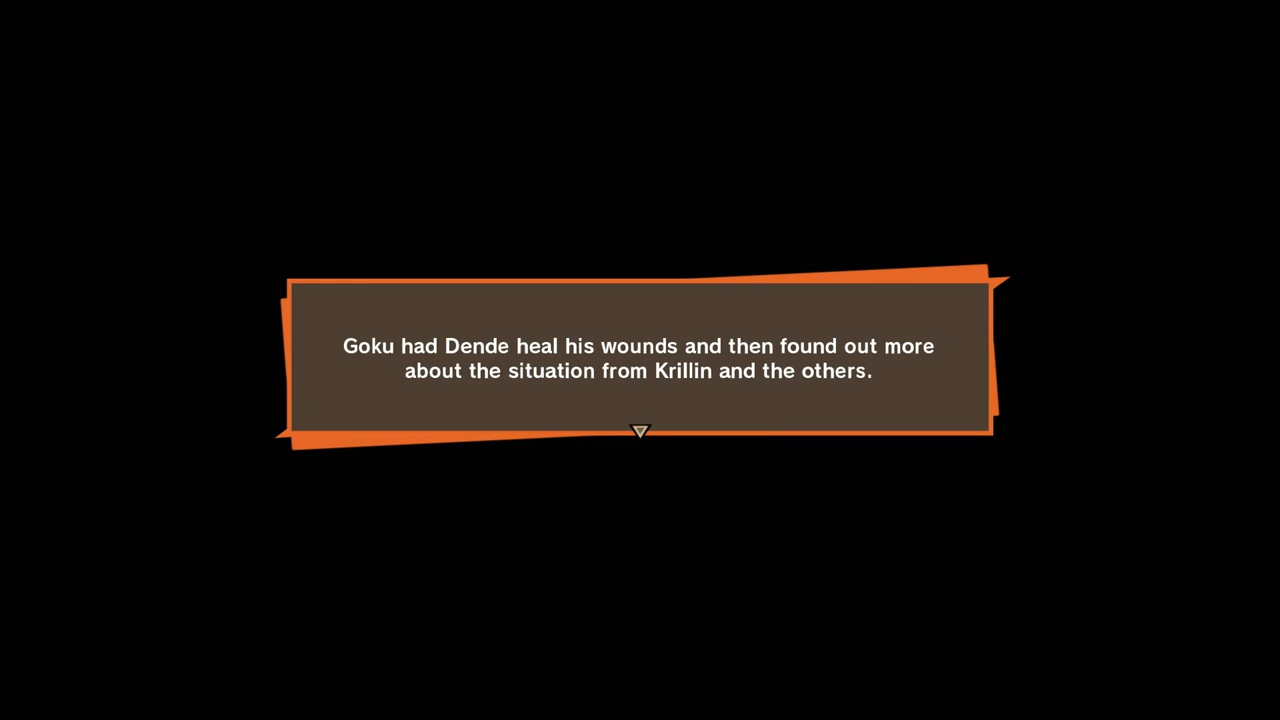 Goku had Dende heal his wounds and then found out more
about the situation from Krillin and the others.